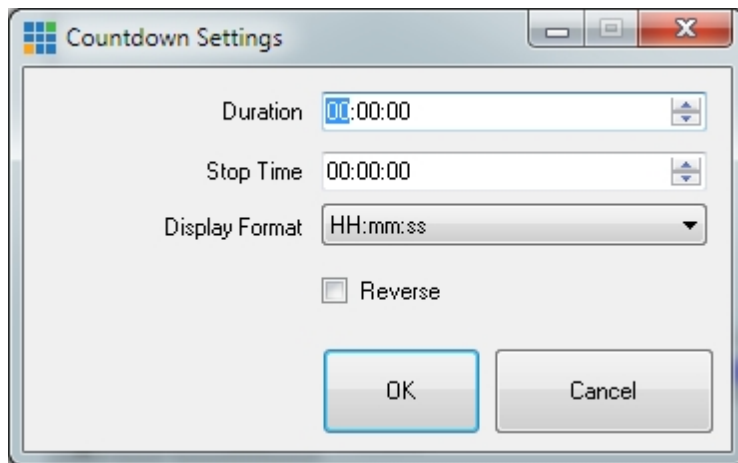 Countdown Settings
Duration 00:00:00
Stop Time 00:00:00
Display Format HH:mm:ss
Reverse
OK Cancel